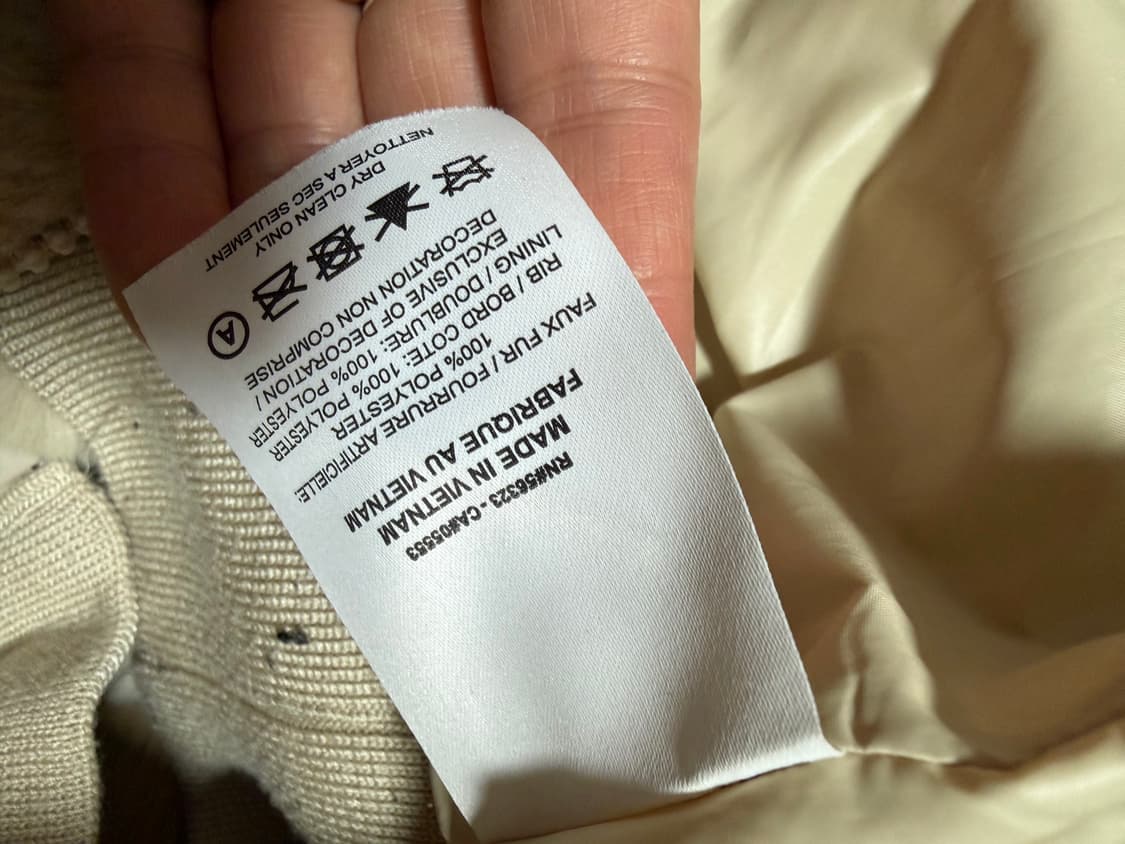 RN#56323 - CA#05553
MADE IN VIETNAM
FABRIQUE AU VIETNAM
FAUX FUR / FOURRURE ARTIFICIELLE:
100% POLYESTER
RIB / BORD COTE: 100% POLYESTER
LINING / DOUBLURE: 100% POLYESTER
EXCLUSIVE OF DECORATION /
DECORATION NON COMPRISE
A
DRY CLEAN ONLY
NETTOYER A SEC SEULEMENT